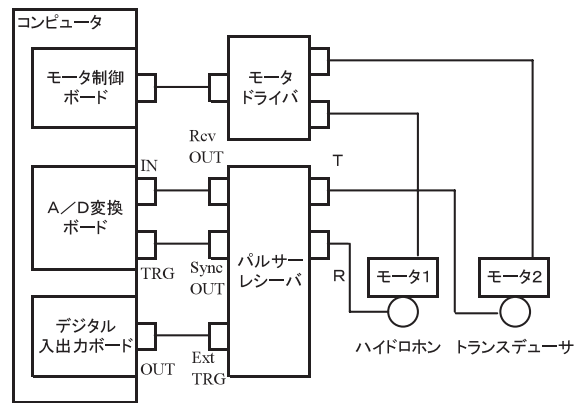 コンピュータ
モータ制御
ボード
モータ
ドライバ
Rcv
OUT
IN
T
A/D変換
ボード
パルサー
レシーバ
TRG
Sync
OUT
R
モータ1
モータ2
デジタル
入出力ボード
OUT
Ext
TRG
ハイドロホン
トランスデューサ